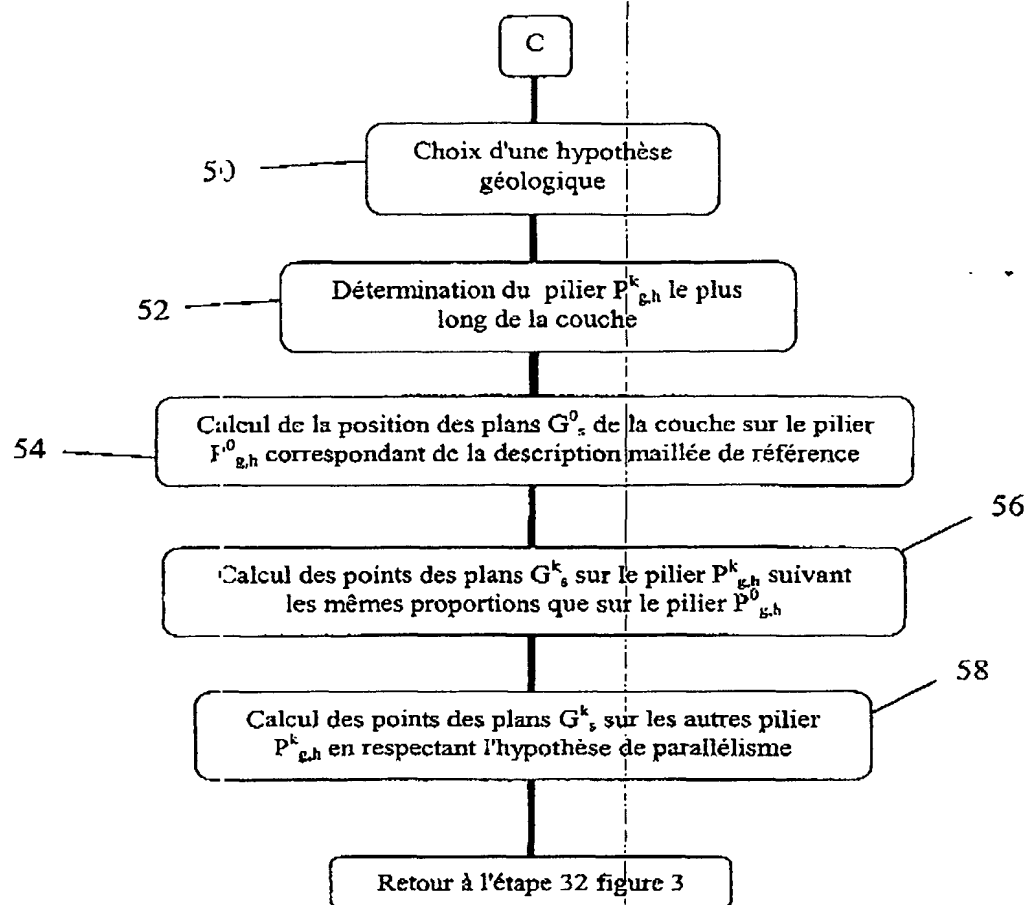 C
50
Choix d'une hypothèse
géologique
52
Détermination du pilier P^k_g,h le plus
long de la couche
54
Calcul de la position des plans G^0_s de la couche sur le pilier
P^0_g,h correspondant de la description maillée de référence
56
Calcul des points des plans G^k_s sur le pilier P^k_g,h suivant
les mêmes proportions que sur le pilier P^0_g,h
58
Calcul des points des plans G^k_s sur les autres pilier
P^k_g,h en respectant l'hypothèse de parallélisme
Retour à l'étape 32 figure 3